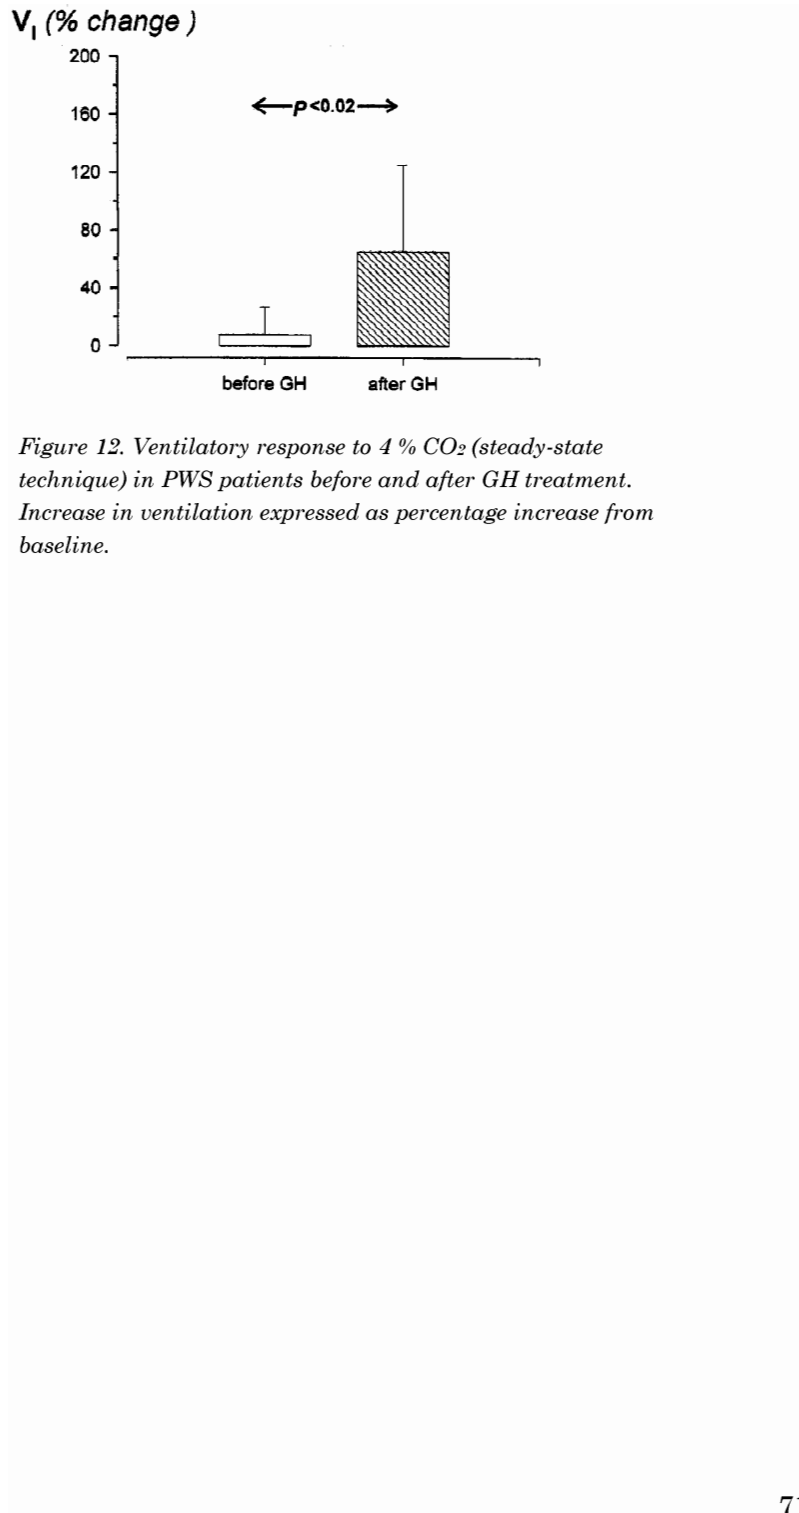 V_I (% change )
200
160
120
80
40
0
←p<0.02→
before GH after GH
Figure 12. Ventilatory response to 4 % CO₂ (steady-state
technique) in PWS patients before and after GH treatment.
Increase in ventilation expressed as percentage increase from
baseline.